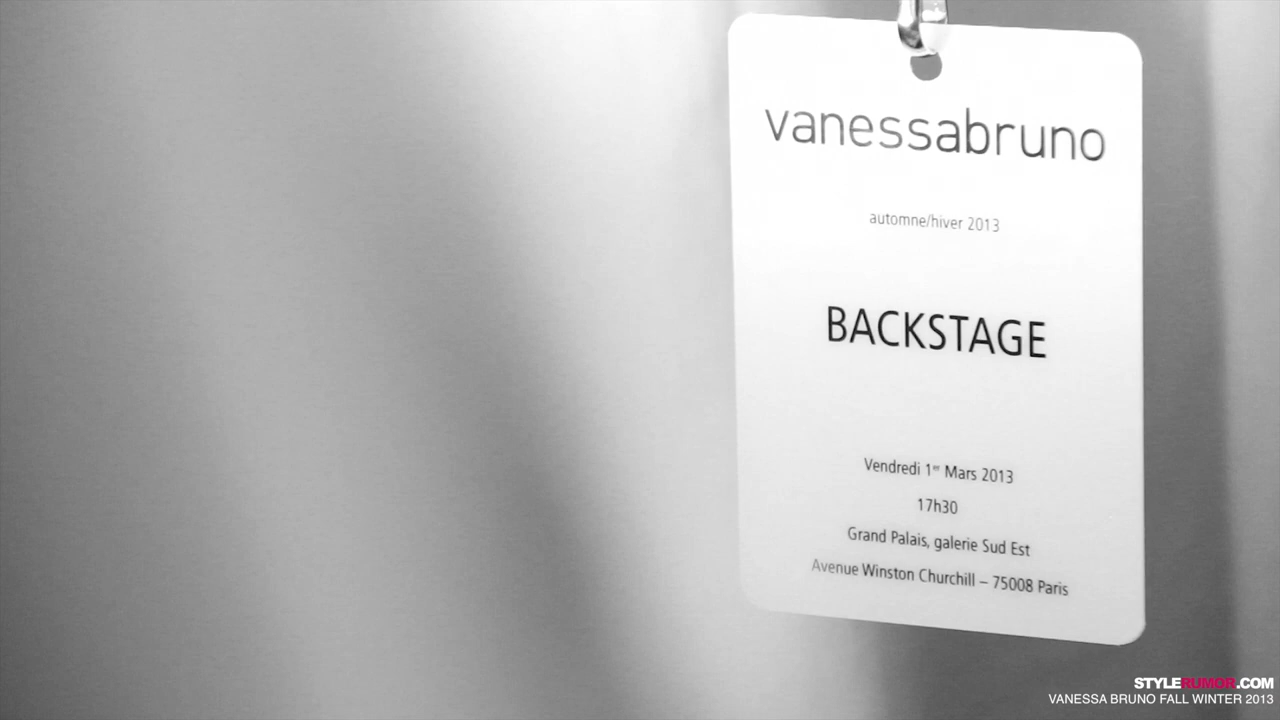 vanessabruno
automne/hiver 2013
BACKSTAGE
Vendredi 1er Mars 2013
17h30
Grand Palais, galerie Sud Est
Avenue Winston Churchill – 75008 Paris
STYLERUMOR.COM
VANESSA BRUNO FALL WINTER 2013